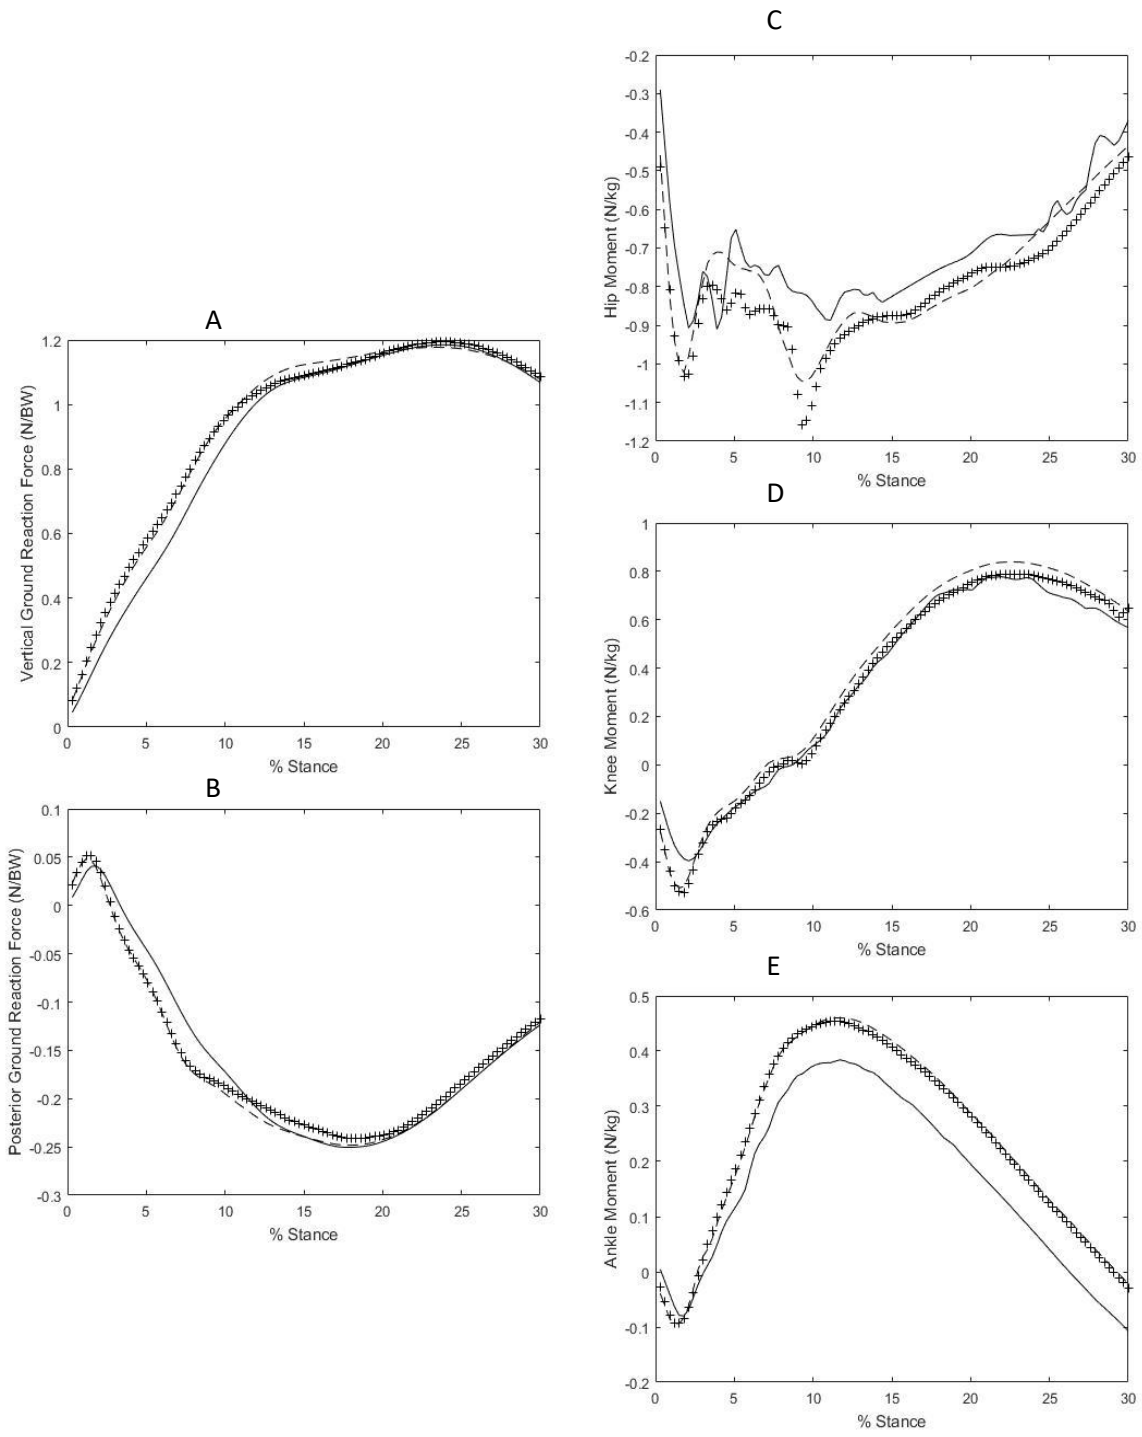 A
1.2
1
0.8
0.6
0.4
0.2
0
Vertical Ground Reaction Force (N/BW)
0 5 10 15 20 25 30
% Stance
B
0.1
0.05
0
-0.05
-0.1
-0.15
-0.2
-0.25
-0.3
Posterior Ground Reaction Force (N/BW)
0 5 10 15 20 25 30
% Stance
C
-0.2
-0.3
-0.4
-0.5
-0.6
-0.7
-0.8
-0.9
-1
-1.1
-1.2
Hip Moment (N/kg)
0 5 10 15 20 25 30
% Stance
D
1
0.8
0.6
0.4
0.2
0
-0.2
-0.4
-0.6
Knee Moment (N/kg)
0 5 10 15 20 25 30
% Stance
E
0.5
0.4
0.3
0.2
0.1
0
-0.1
-0.2
Ankle Moment (N/kg)
0 5 10 15 20 25 30
% Stance